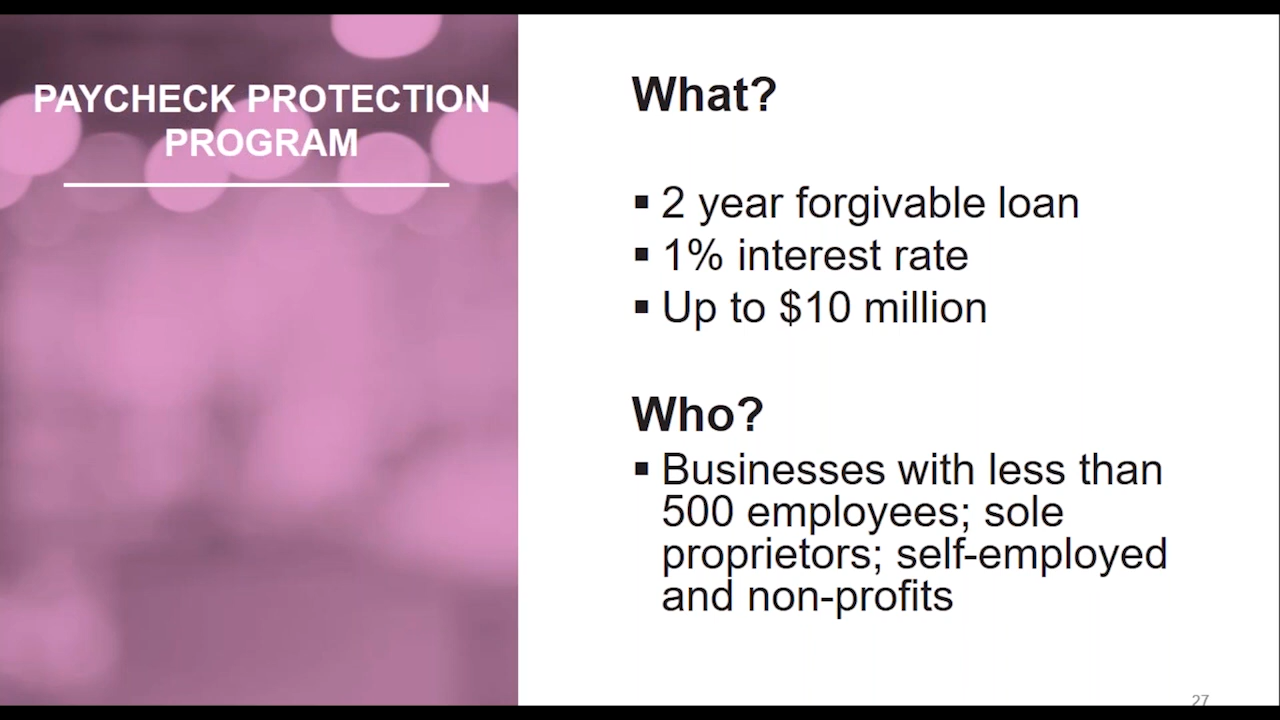 PAYCHECK PROTECTION
PROGRAM
What?
▪ 2 year forgivable loan
▪ 1% interest rate
▪ Up to $10 million
Who?
▪ Businesses with less than
500 employees; sole
proprietors; self-employed
and non-profits
27